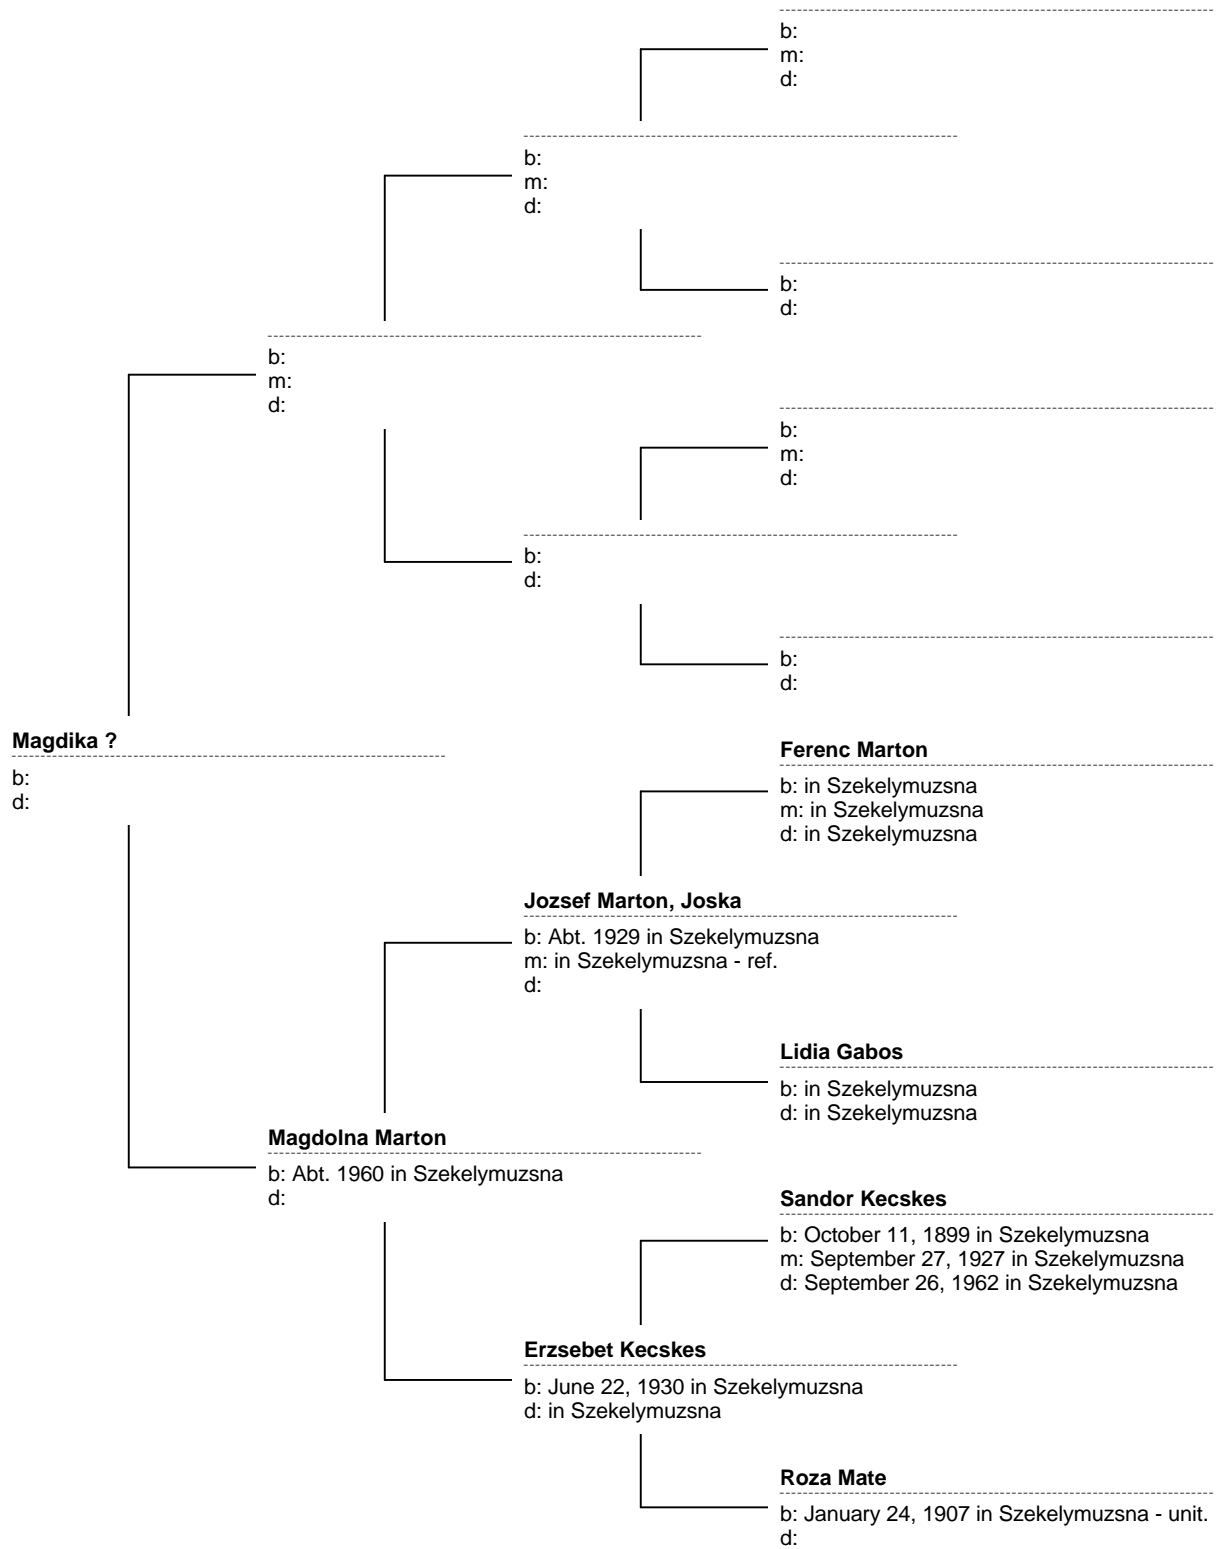 b:
m:
d:
b:
m:
d:
b:
d:
b:
m:
d:
b:
m:
d:
b:
d:
b:
d:
Magdika ?
b:
d:
Ferenc Marton
b: in Szekelymuzsna
m: in Szekelymuzsna
d: in Szekelymuzsna
Jozsef Marton, Joska
b: Abt. 1929 in Szekelymuzsna
m: in Szekelymuzsna - ref.
d:
Lidia Gabos
b: in Szekelymuzsna
d: in Szekelymuzsna
Magdolna Marton
b: Abt. 1960 in Szekelymuzsna
d:
Sandor Kecskes
b: October 11, 1899 in Szekelymuzsna
m: September 27, 1927 in Szekelymuzsna
d: September 26, 1962 in Szekelymuzsna
Erzsebet Kecskes
b: June 22, 1930 in Szekelymuzsna
d: in Szekelymuzsna
Roza Mate
b: January 24, 1907 in Szekelymuzsna - unit.
d: